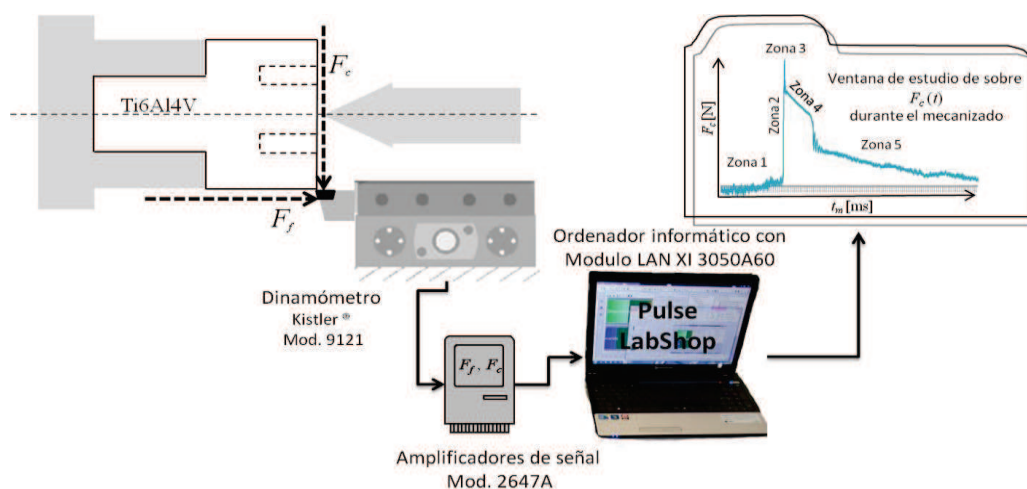 Ti6Al4V
F_c
F_f
Dinamómetro
Kistler ®
Mod. 9121
F_f , F_c
Amplificadores de señal
Mod. 2647A
Ordenador informático con
Modulo LAN XI 3050A60
Pulse
LabShop
Zona 3
Ventana de estudio de sobre
F_c (t)
durante el mecanizado
F_c [N]
Zona 2
Zona 4
Zona 1
Zona 5
t_m [ms]